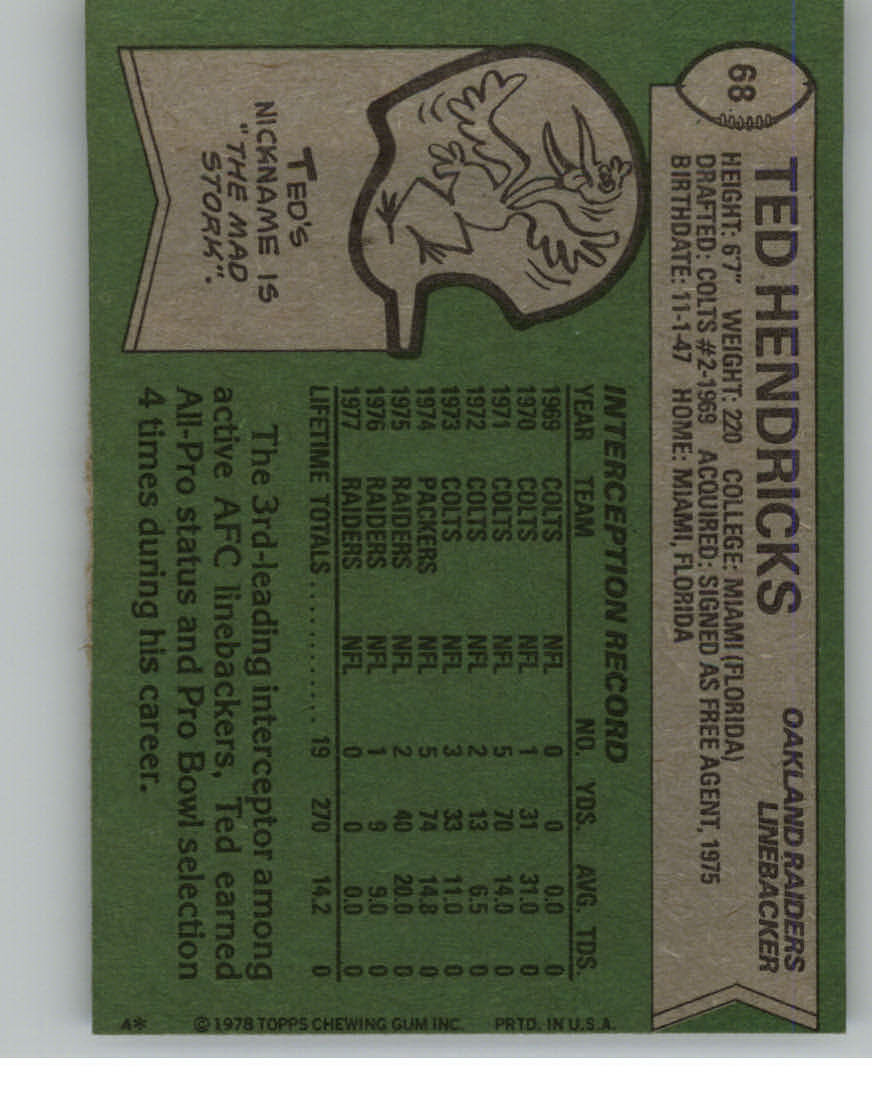 68
TED HENDRICKS
OAKLAND RAIDERS
LINEBACKER
HEIGHT: 6'7" WEIGHT: 220 COLLEGE: MIAMI (FLORIDA)
DRAFTED: COLTS #2-1969 ACQUIRED: SIGNED AS FREE AGENT, 1975
BIRTHDATE: 11-1-47 HOME: MIAMI, FLORIDA
TED'S
NICKNAME IS
"THE MAD
STORK".
INTERCEPTION RECORD
YEAR TEAM NO. YDS. AVG. TDS.
1969 COLTS NFL 0 0 0.0 0
1970 COLTS NFL 1 31 31.0 0
1971 COLTS NFL 5 70 14.0 0
1972 COLTS NFL 2 13 6.5 0
1973 COLTS NFL 3 33 11.0 0
1974 PACKERS NFL 5 74 14.8 0
1975 RAIDERS NFL 2 40 20.0 0
1976 RAIDERS NFL 1 9 9.0 0
1977 RAIDERS NFL 0 0 0.0 0
LIFETIME TOTALS............ 19 270 14.2 0
The 3rd-leading interceptor among
active AFC linebackers, Ted earned
All-Pro status and Pro Bowl selection
4 times during his career.
A* © 1978 TOPPS CHEWING GUM INC. PRTD. IN U.S.A.